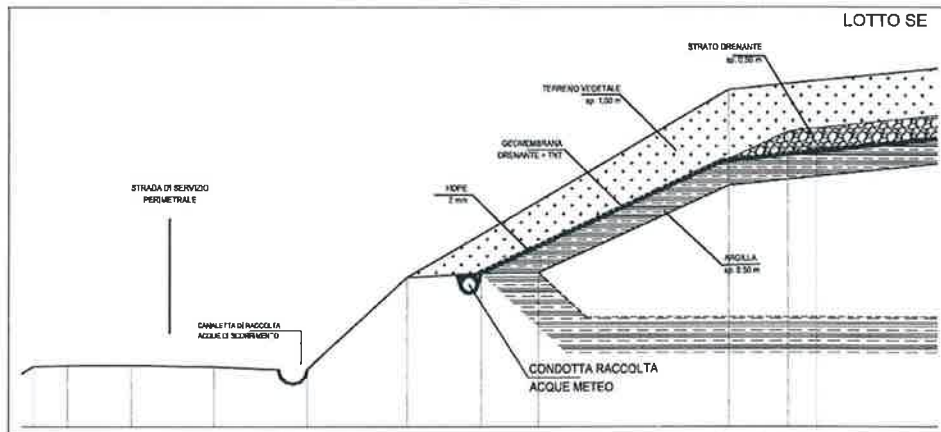 LOTTO SE
STRATO DRENANTE
sp. 0,50 m
TERRENO VEGETALE
sp. 1,00 m
GEOMEMBRANA
DRENANTE + TNT
HDPE
2 mm
STRADA DI SERVIZIO
PERIMETRALE
ARGILLA
sp. 0.50 m
CANALETTA DI RACCOLTA
ACQUE DI SCORRIMENTO
CONDOTTA RACCOLTA
ACQUE METEO